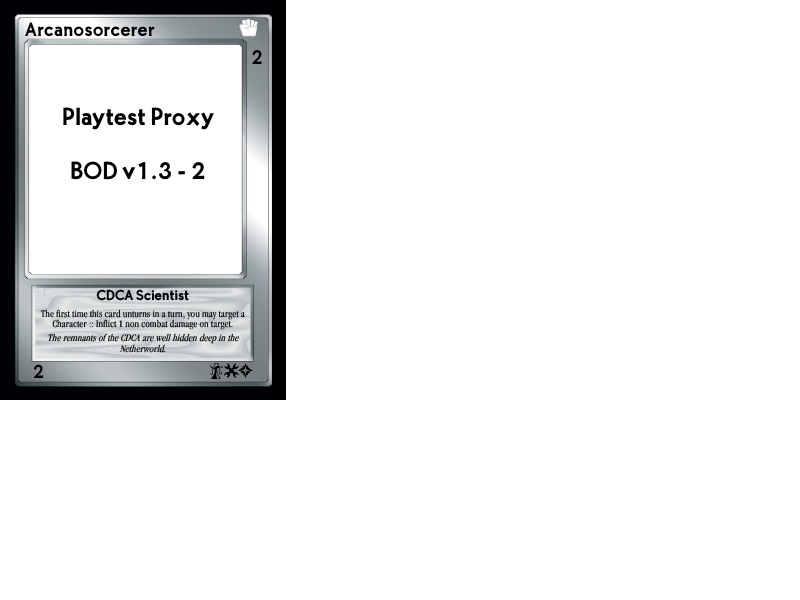 Arcanosorcerer
2
Playtest Proxy
BOD v1.3 - 2
CDCA Scientist
The first time this card unturns in a turn, you may target a
Character :: Inflict 1 non combat damage on target.
The remnants of the CDCA are well hidden deep in the
Netherworld.
2